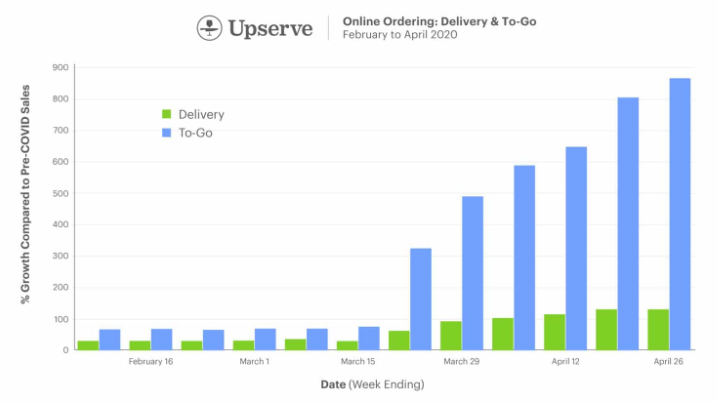 Upserve
Online Ordering: Delivery & To-Go
February to April 2020
% Growth Compared to Pre-COVID Sales
900
800
700
600
500
400
300
200
100
0
Delivery
To-Go
February 16
March 1
March 15
March 29
April 12
April 26
Date (Week Ending)